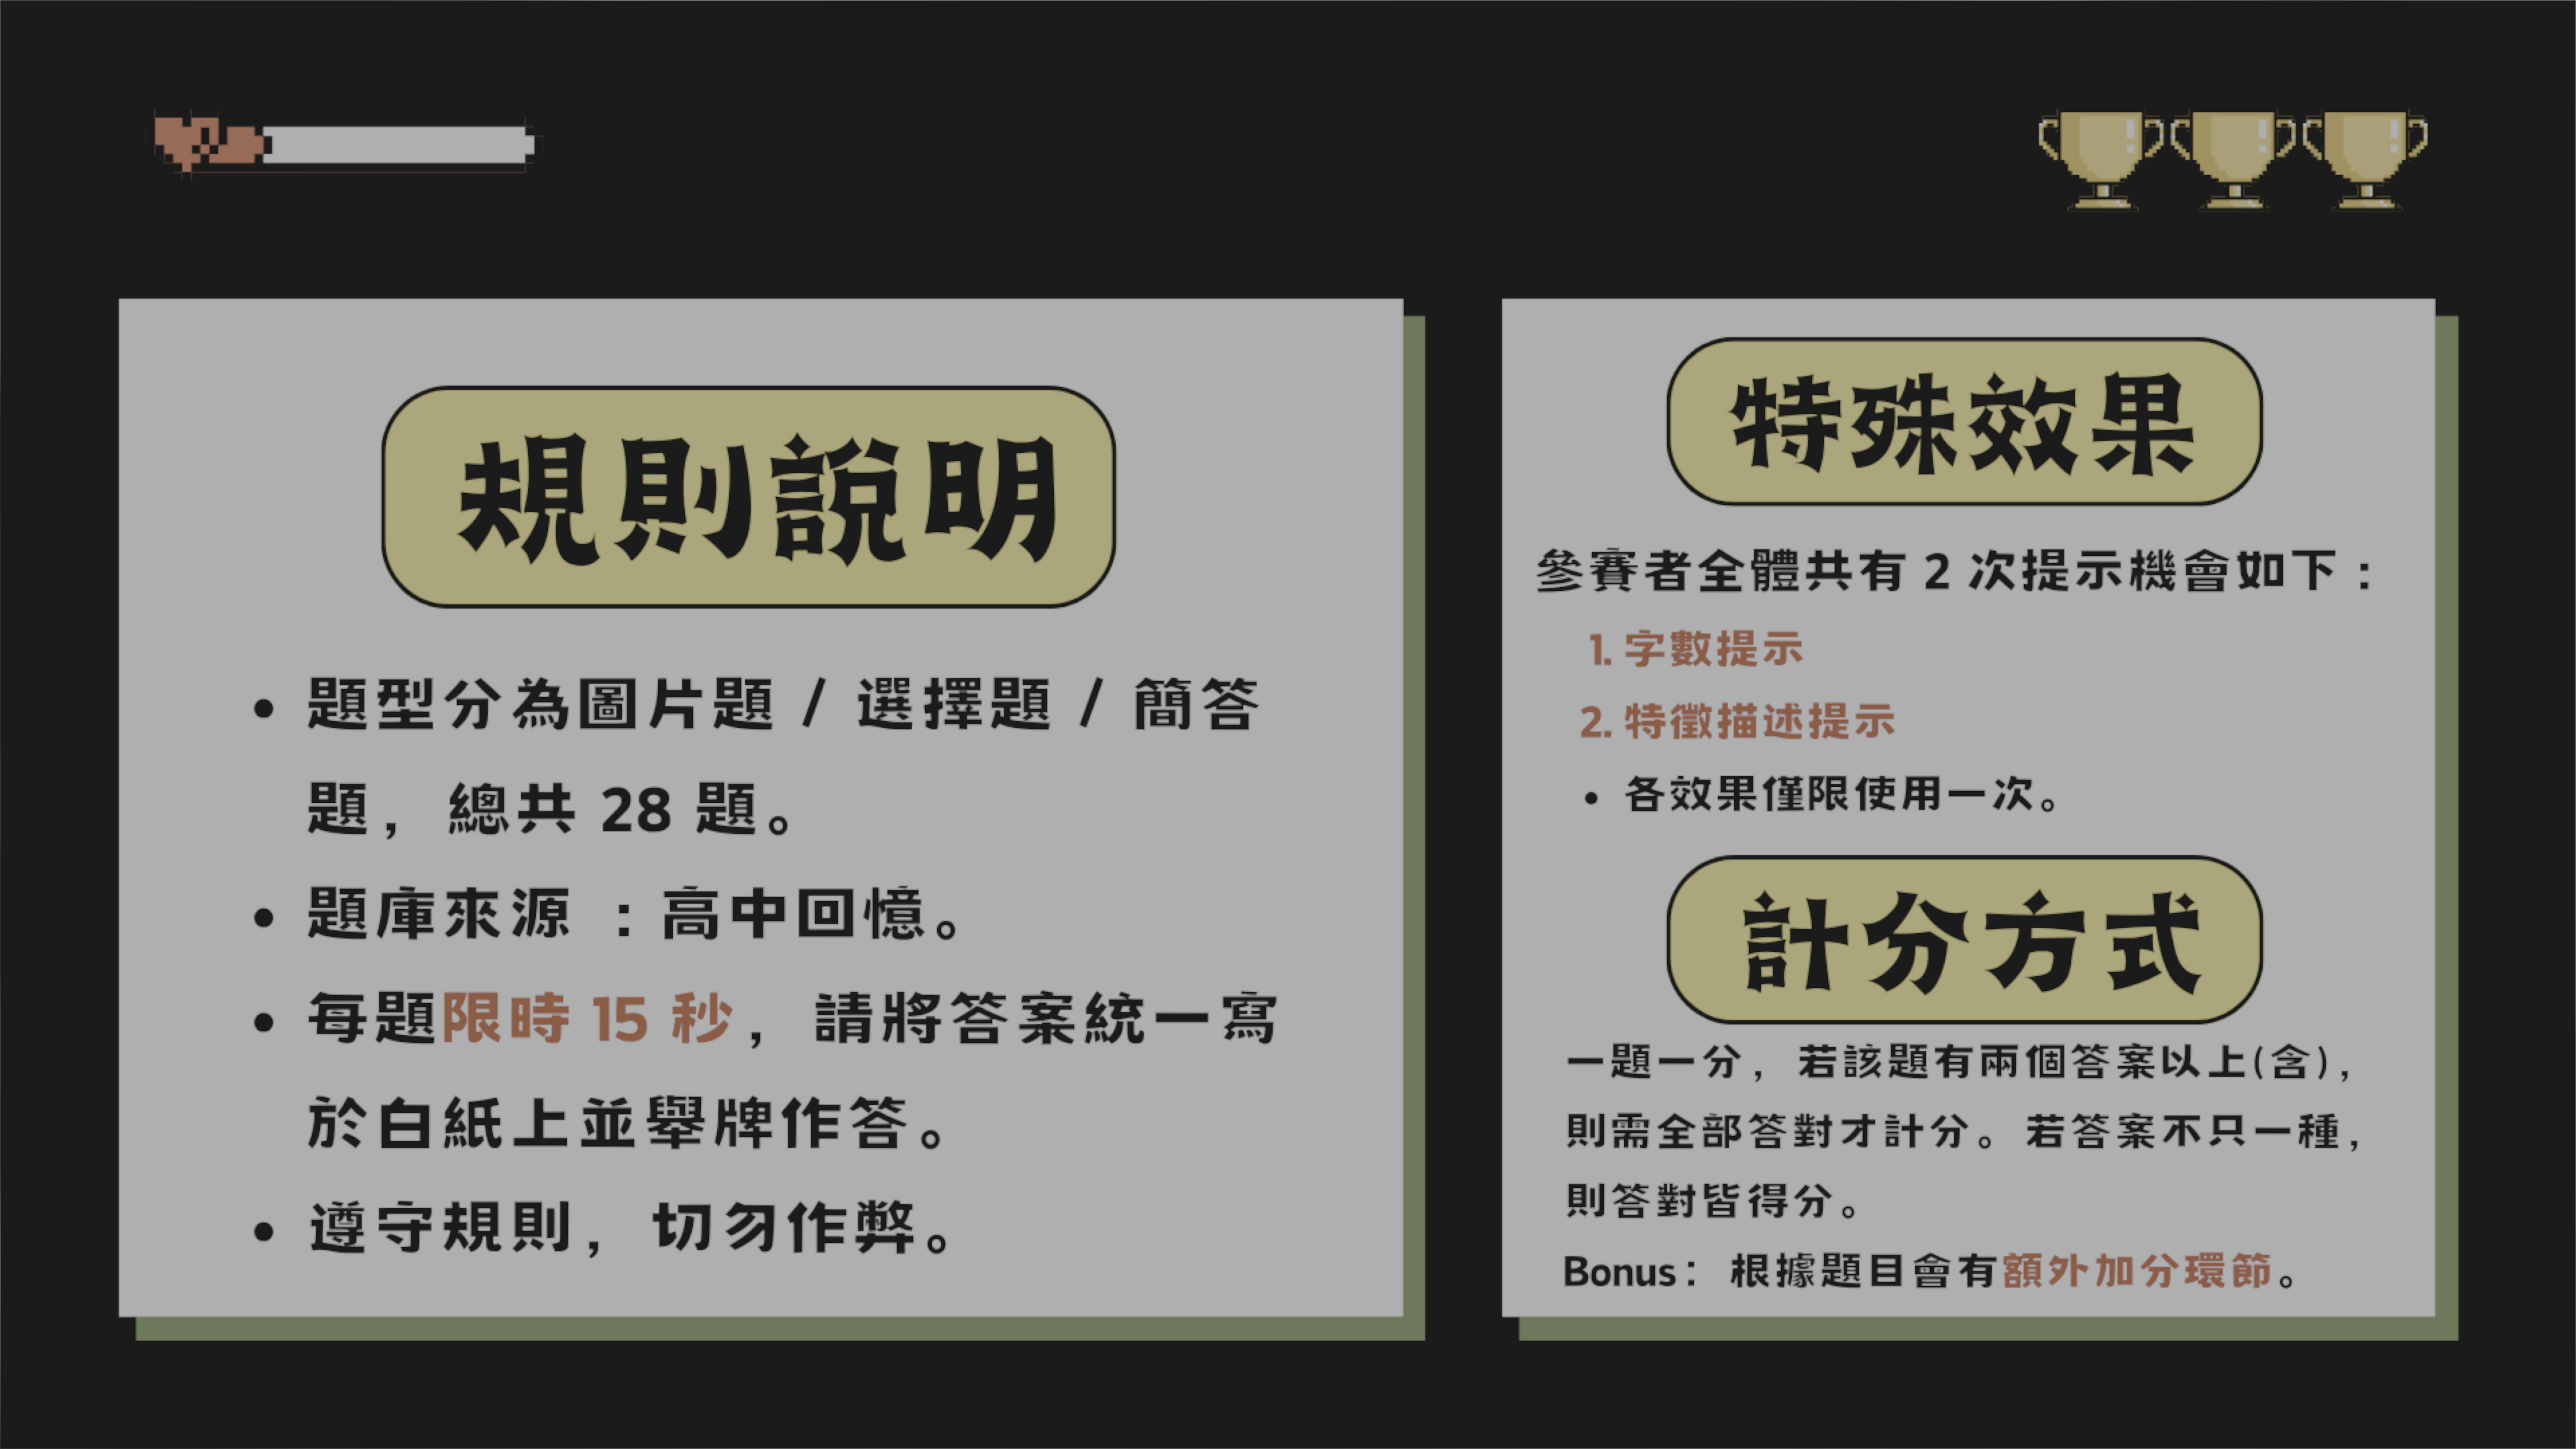 規則說明
• 題型分為圖片題 / 選擇題 / 簡答
題，總共 28 題。
• 題庫來源 ：高中回憶。
• 每題限時 15 秒，請將答案統一寫
於白紙上並舉牌作答。
• 遵守規則，切勿作弊。
特殊效果
參賽者全體共有 2 次提示機會如下：
1. 字數提示
2. 特徵描述提示
• 各效果僅限使用一次。
計分方式
一題一分，若該題有兩個答案以上(含)，
則需全部答對才計分。若答案不只一種，
則答對皆得分。
Bonus： 根據題目會有額外加分環節。